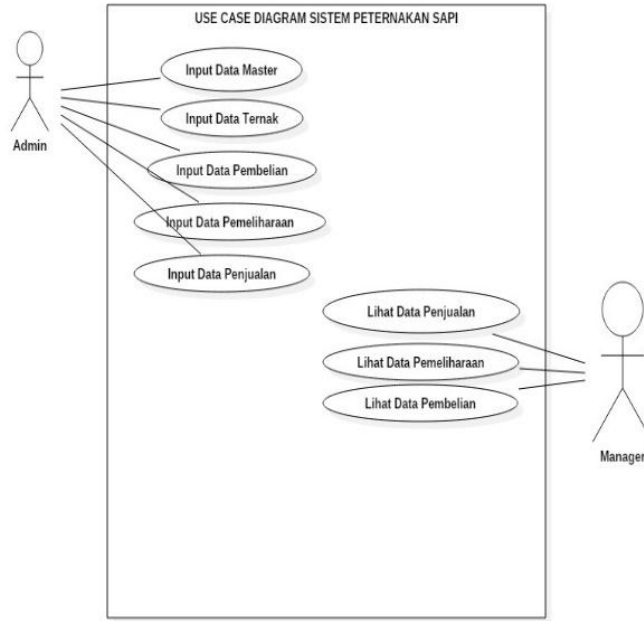 USE CASE DIAGRAM SISTEM PETERNAKAN SAPI
Input Data Master
Input Data Ternak
Admin
Input Data Pembelian
Input Data Pemeliharaan
Input Data Penjualan
Lihat Data Penjualan
Lihat Data Pemeliharaan
Lihat Data Pembelian
Manager